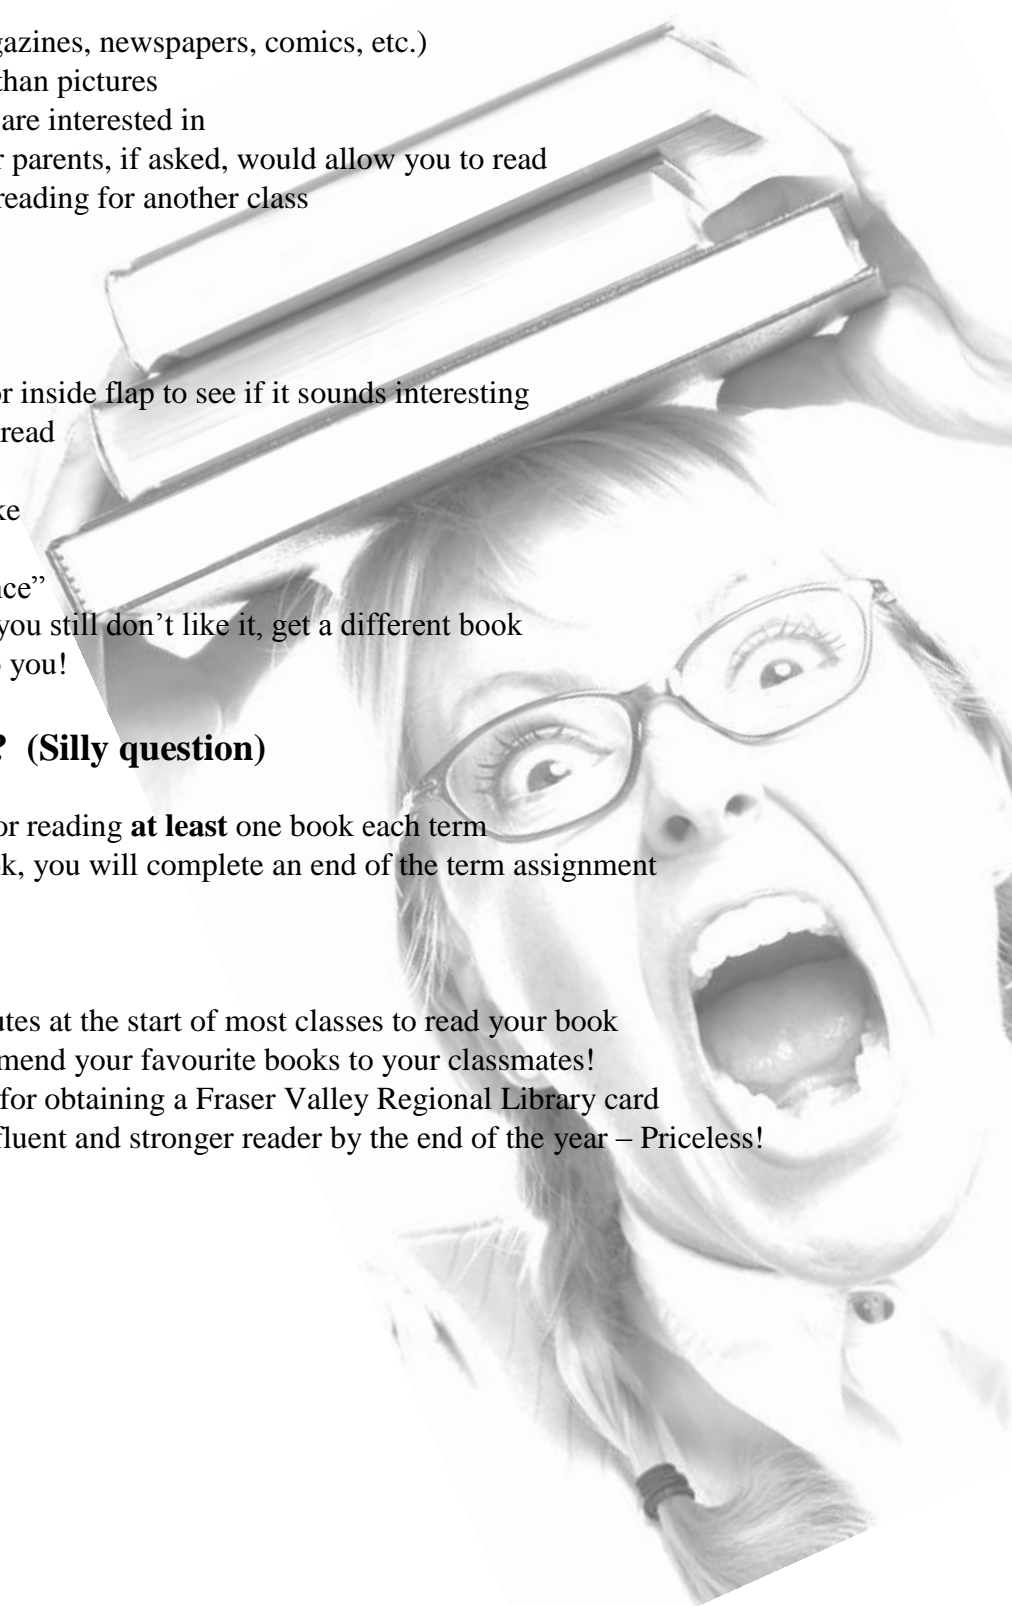 gazines, newspapers, comics, etc.)
than pictures
are interested in
r parents, if asked, would allow you to read
reading for another class
or inside flap to see if it sounds interesting
read
ke
nce”
you still don’t like it, get a different book
o you!
? (Silly question)
or reading at least one book each term
ok, you will complete an end of the term assignment
utes at the start of most classes to read your book
mend your favourite books to your classmates!
for obtaining a Fraser Valley Regional Library card
fluent and stronger reader by the end of the year – Priceless!